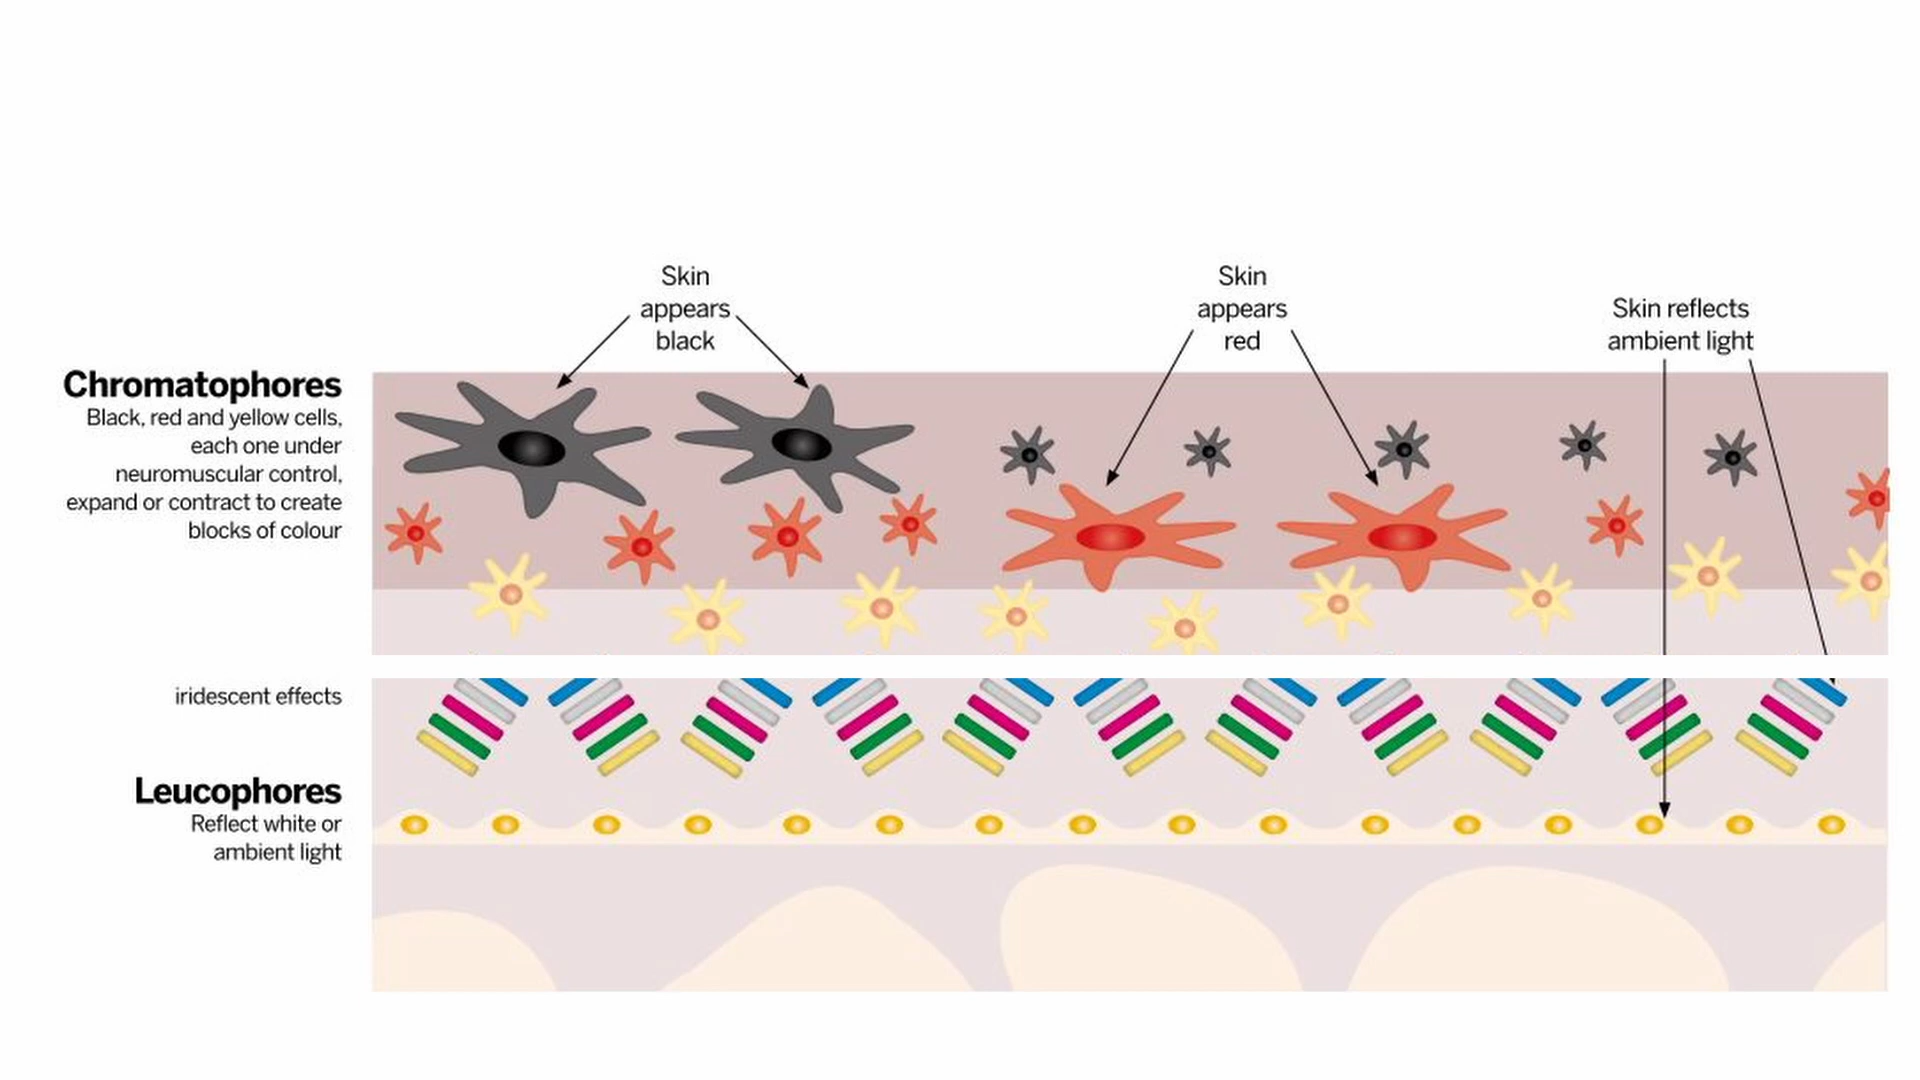 Skin
appears
black
Skin
appears
red
Skin reflects
ambient light
Chromatophores
Black, red and yellow cells,
each one under
neuromuscular control,
expand or contract to create
blocks of colour
iridescent effects
Leucophores
Reflect white or
ambient light